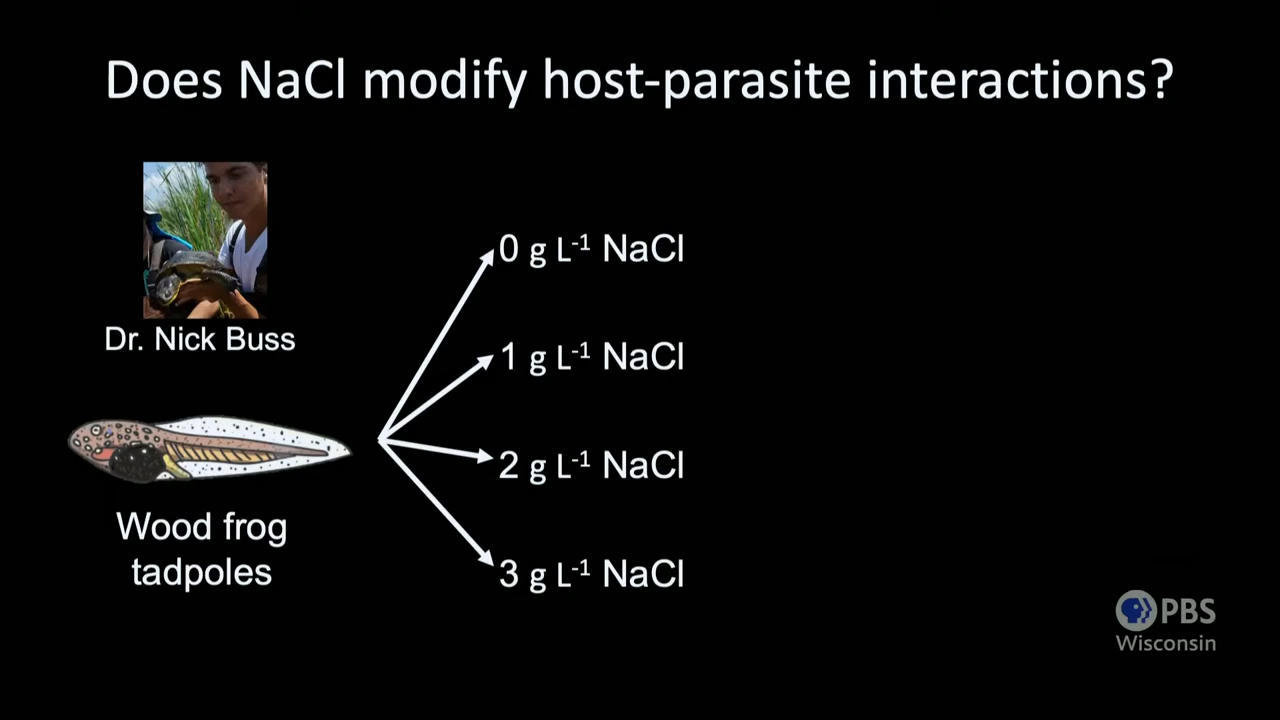 Does NaCl modify host-parasite interactions?
Dr. Nick Buss
0 g L⁻¹ NaCl
1 g L⁻¹ NaCl
2 g L⁻¹ NaCl
3 g L⁻¹ NaCl
Wood frog
tadpoles
PBS
Wisconsin